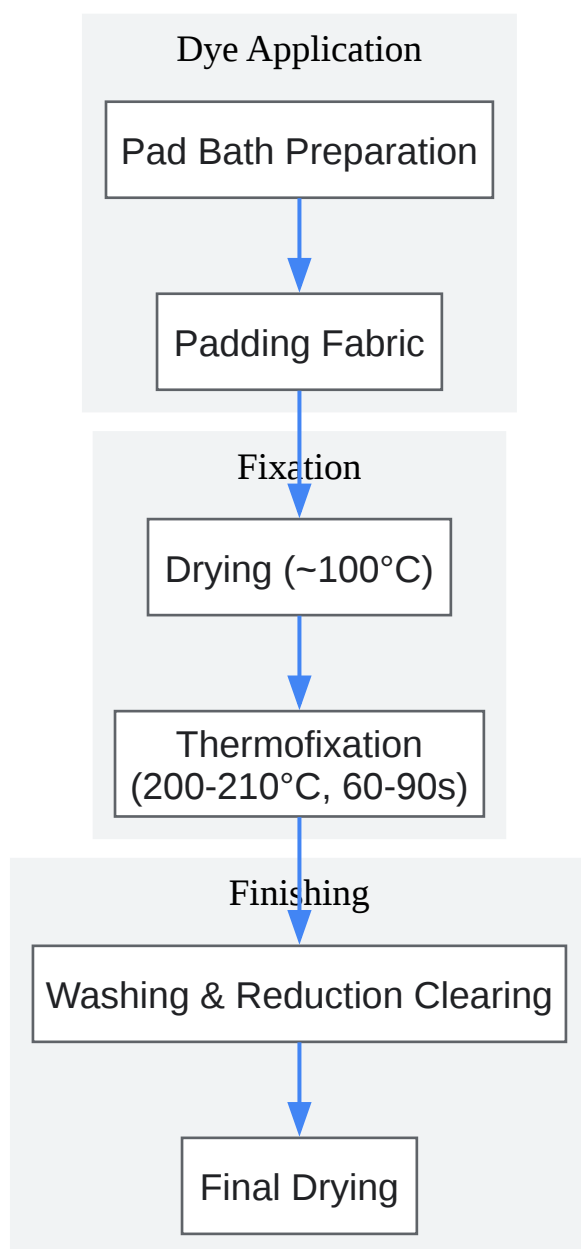 Dye Application
Pad Bath Preparation
Padding Fabric
Fixation
Drying (~100°C)
Thermofixation
(200-210°C, 60-90s)
Finishing
Washing & Reduction Clearing
Final Drying